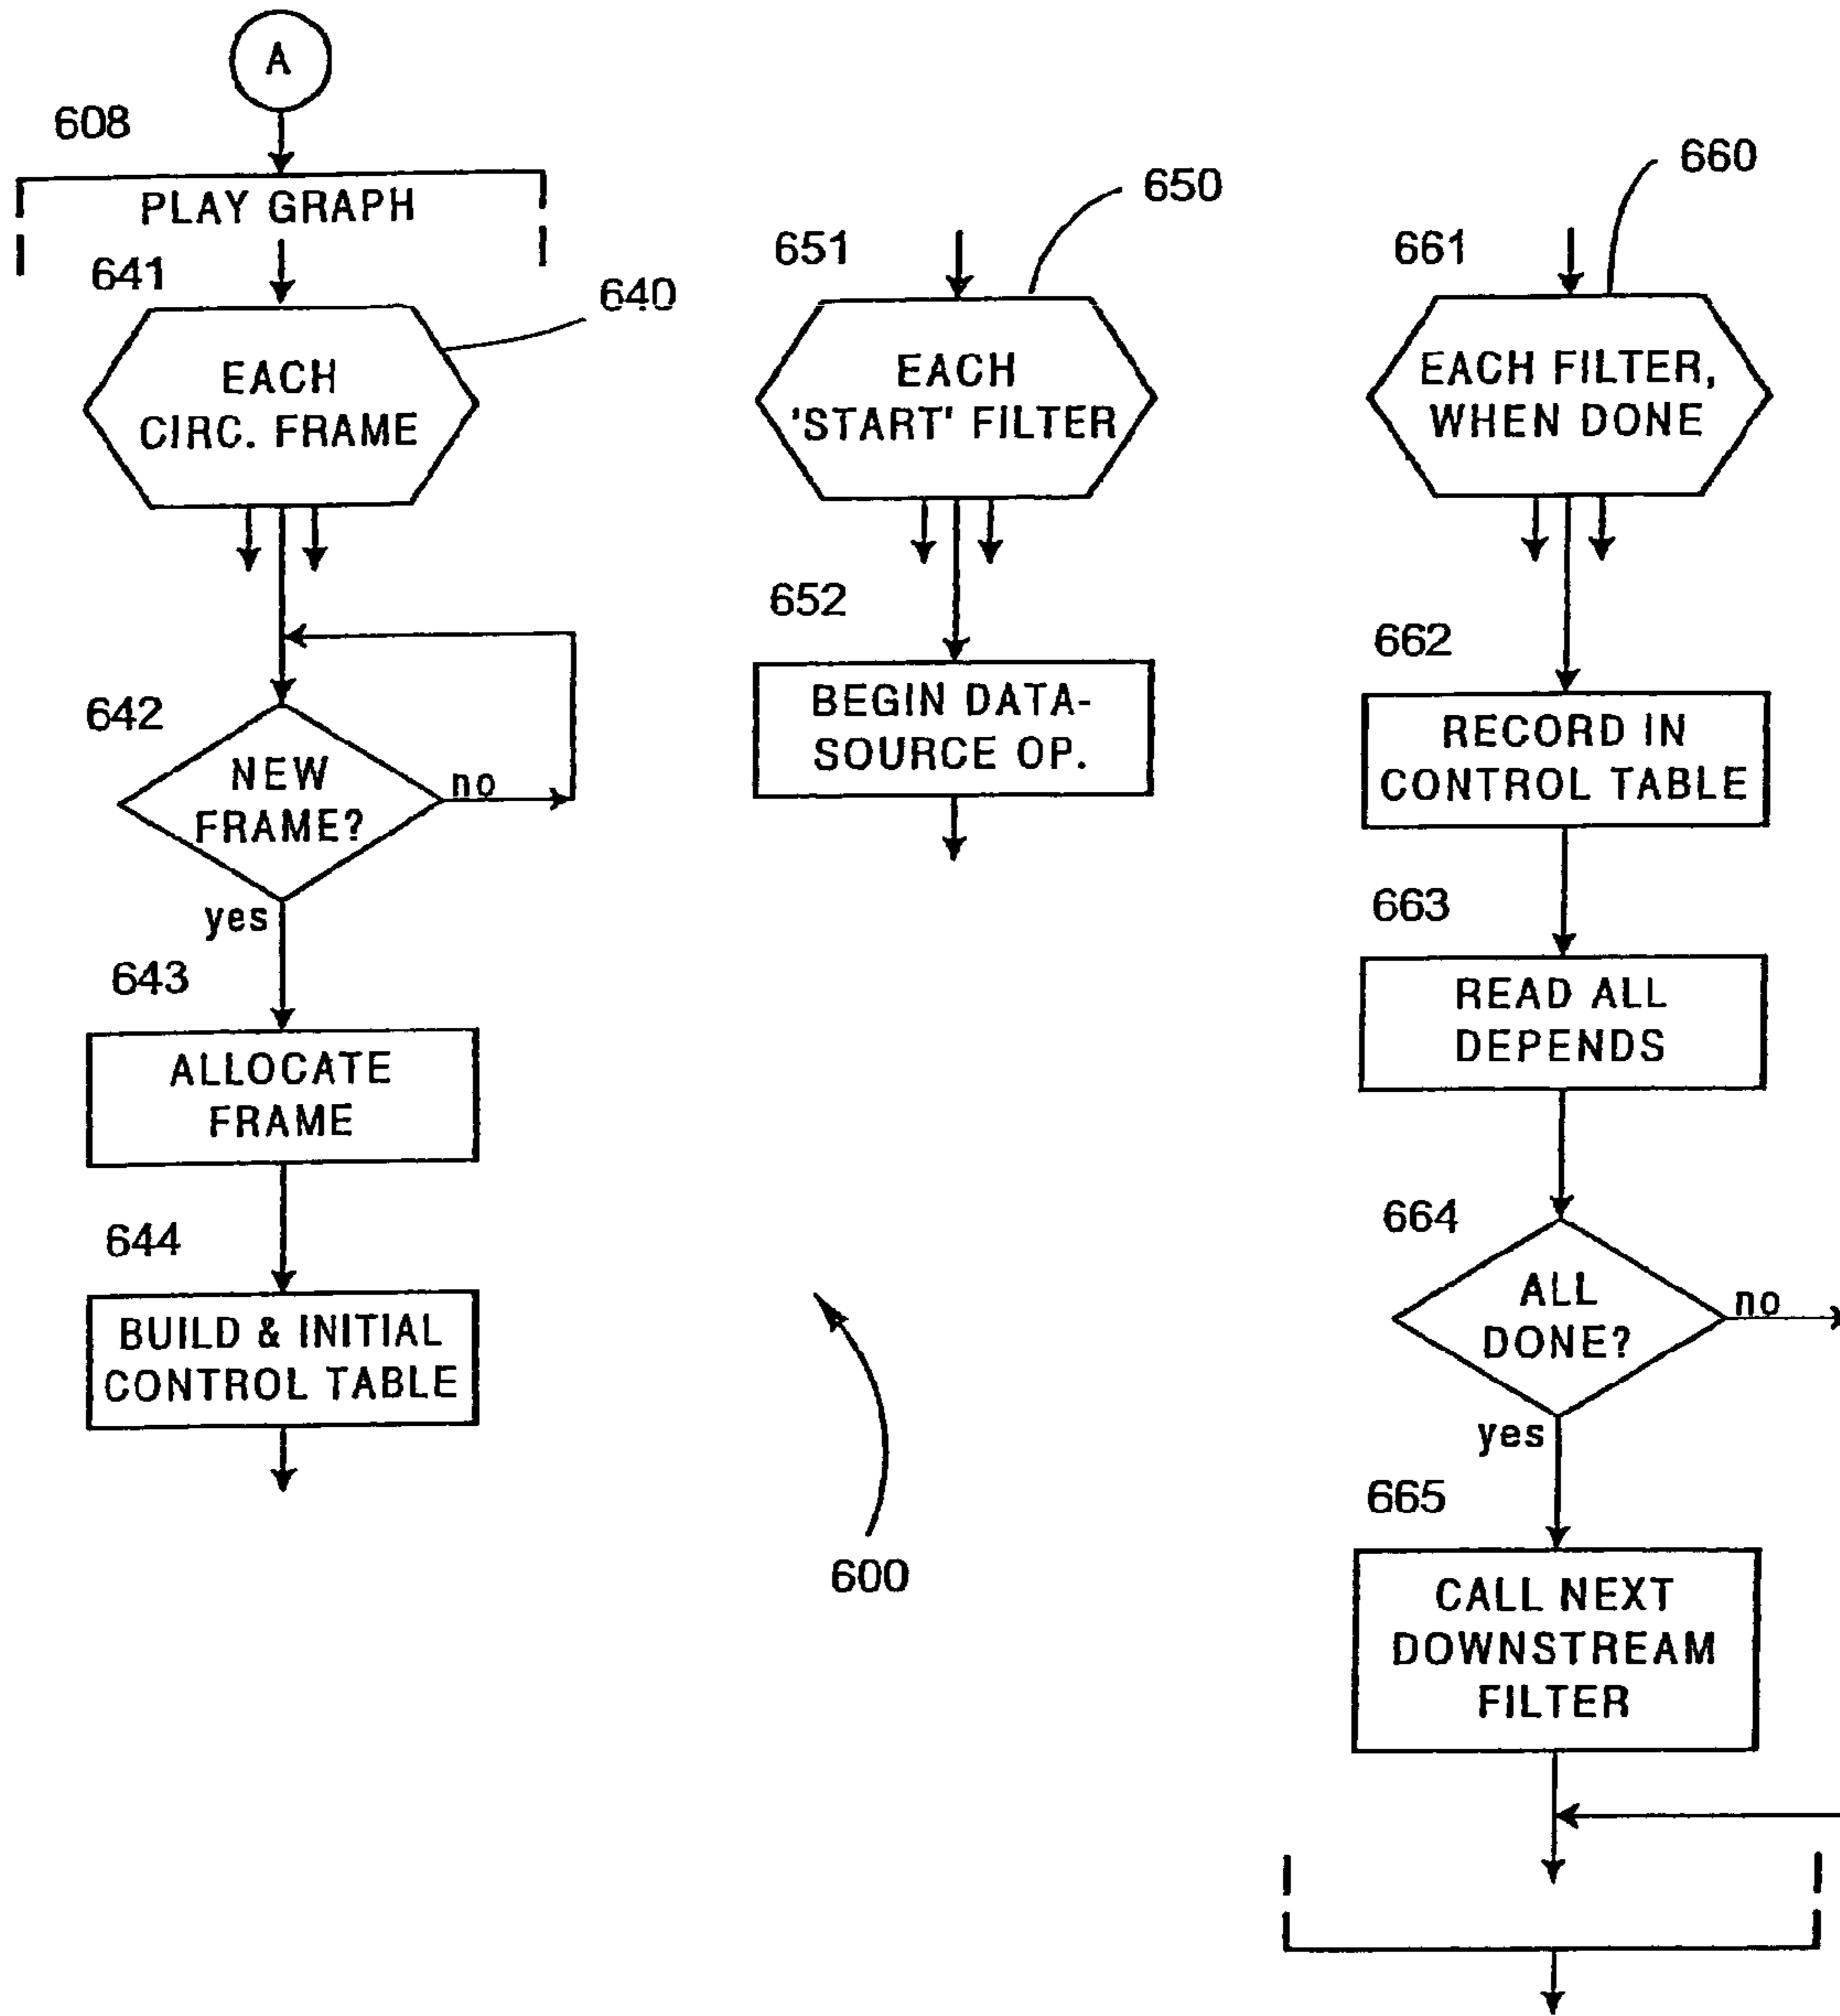 A
608
PLAY GRAPH
641
640
EACH
CIRC. FRAME
642
NEW
FRAME?
no
yes
643
ALLOCATE
FRAME
644
BUILD & INITIAL
CONTROL TABLE
650
651
EACH
'START' FILTER
652
BEGIN DATA-
SOURCE OP.
600
660
661
EACH FILTER,
WHEN DONE
662
RECORD IN
CONTROL TABLE
663
READ ALL
DEPENDS
664
ALL
DONE?
no
yes
665
CALL NEXT
DOWNSTREAM
FILTER